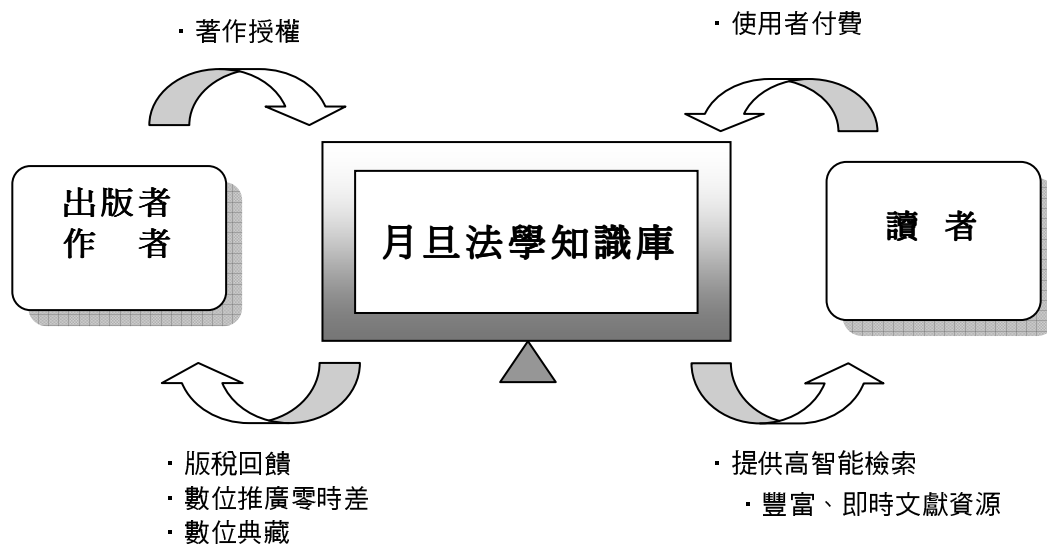 ・著作授權
・使用者付費
出版者
作　者
月旦法學知識庫
讀 者
・版稅回饋
・數位推廣零時差
・數位典藏
・提供高智能檢索
・豐富、即時文獻資源